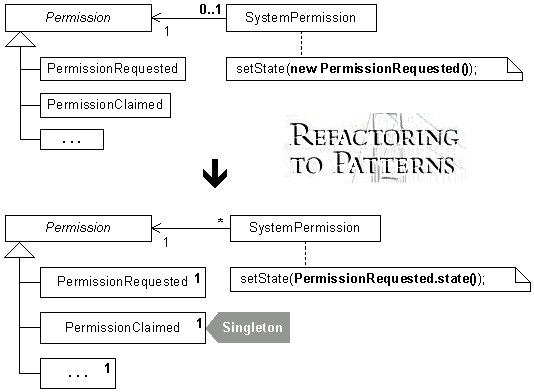 Permission
0..1
SystemPermission
1
PermissionRequested
setState(new PermissionRequested());
PermissionClaimed
...
REFACTORING
TO PATTERNS
Permission
*
SystemPermission
1
PermissionRequested 1
setState(PermissionRequested.state());
PermissionClaimed 1
Singleton
... 1